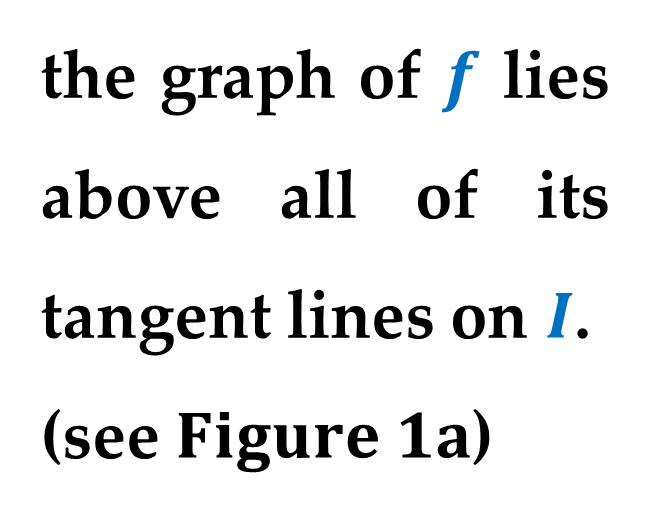 the graph of f lies
above all of its
tangent lines on I.
(see Figure 1a)